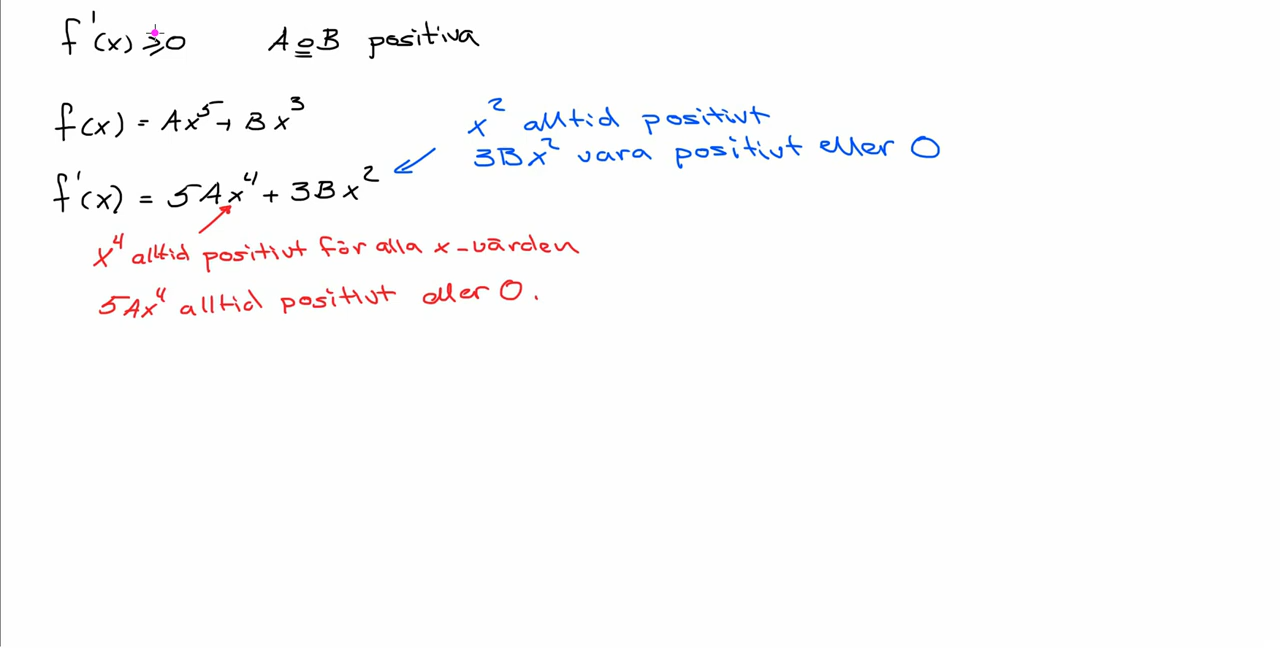 f'(x) ≥ 0 A o B positiva
f(x) = Ax⁵ + Bx³
x² alltid positivt
3Bx² vara positivt eller 0
f'(x) = 5Ax⁴ + 3Bx²
x⁴ alltid positivt för alla x-värden
5Ax⁴ alltid positivt eller 0.